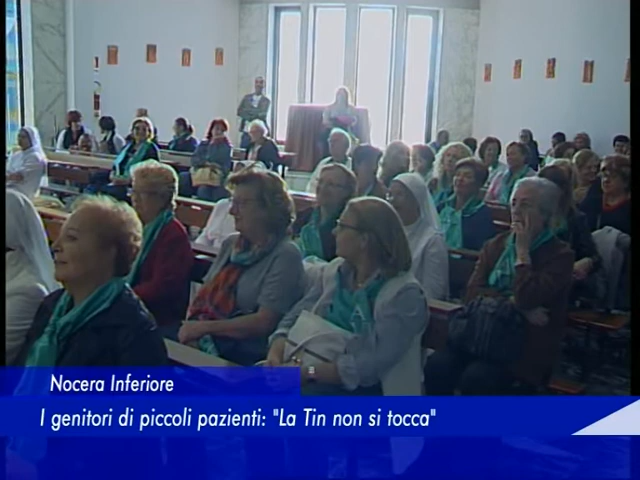 Nocera Inferiore
I genitori di piccoli pazienti: "La Tin non si tocca"